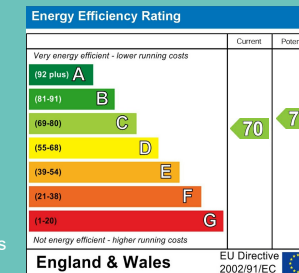 Energy Efficiency Rating
Current
Very energy efficient - lower running costs
(92 plus) A
(81-91) B
(69-80) C
70
(55-68) D
(39-54) E
(21-38) F
(1-20) G
Not energy efficient - higher running costs
England & Wales
EU Directive
2002/91/EC